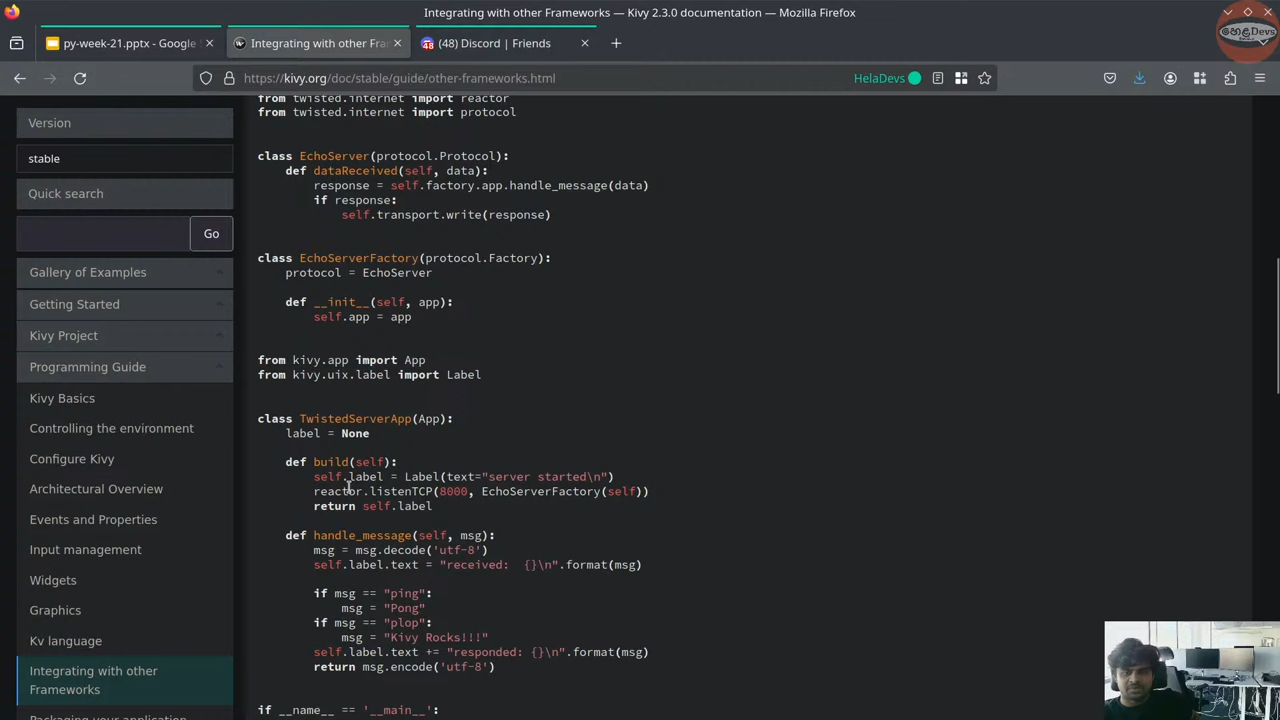 Integrating with other Frameworks — Kivy 2.3.0 documentation — Mozilla Firefox
py-week-21.pptx - Google
Integrating with other Fra
(48) Discord | Friends
48
https://kivy.org/doc/stable/guide/other-frameworks.html
HelaDevs
හෙළDevs
Version
stable
Quick search
Go
Gallery of Examples
Getting Started
Kivy Project
Programming Guide
Kivy Basics
Controlling the environment
Configure Kivy
Architectural Overview
Events and Properties
Input management
Widgets
Graphics
Kv language
Integrating with other
Frameworks
Packaging your application
from twisted.internet import reactor
from twisted.internet import protocol
class EchoServer(protocol.Protocol):
def dataReceived(self, data):
response = self.factory.app.handle_message(data)
if response:
self.transport.write(response)
class EchoServerFactory(protocol.Factory):
protocol = EchoServer
def __init__(self, app):
self.app = app
from kivy.app import App
from kivy.uix.label import Label
class TwistedServerApp(App):
label = None
def build(self):
self.label = Label(text="server started\n")
reactor.listenTCP(8000, EchoServerFactory(self))
return self.label
def handle_message(self, msg):
msg = msg.decode('utf-8')
self.label.text = "received:  {}\n".format(msg)
if msg == "ping":
msg = "Pong"
if msg == "plop":
msg = "Kivy Rocks!!!"
self.label.text += "responded: {}\n".format(msg)
return msg.encode('utf-8')
if __name__ == '__main__':